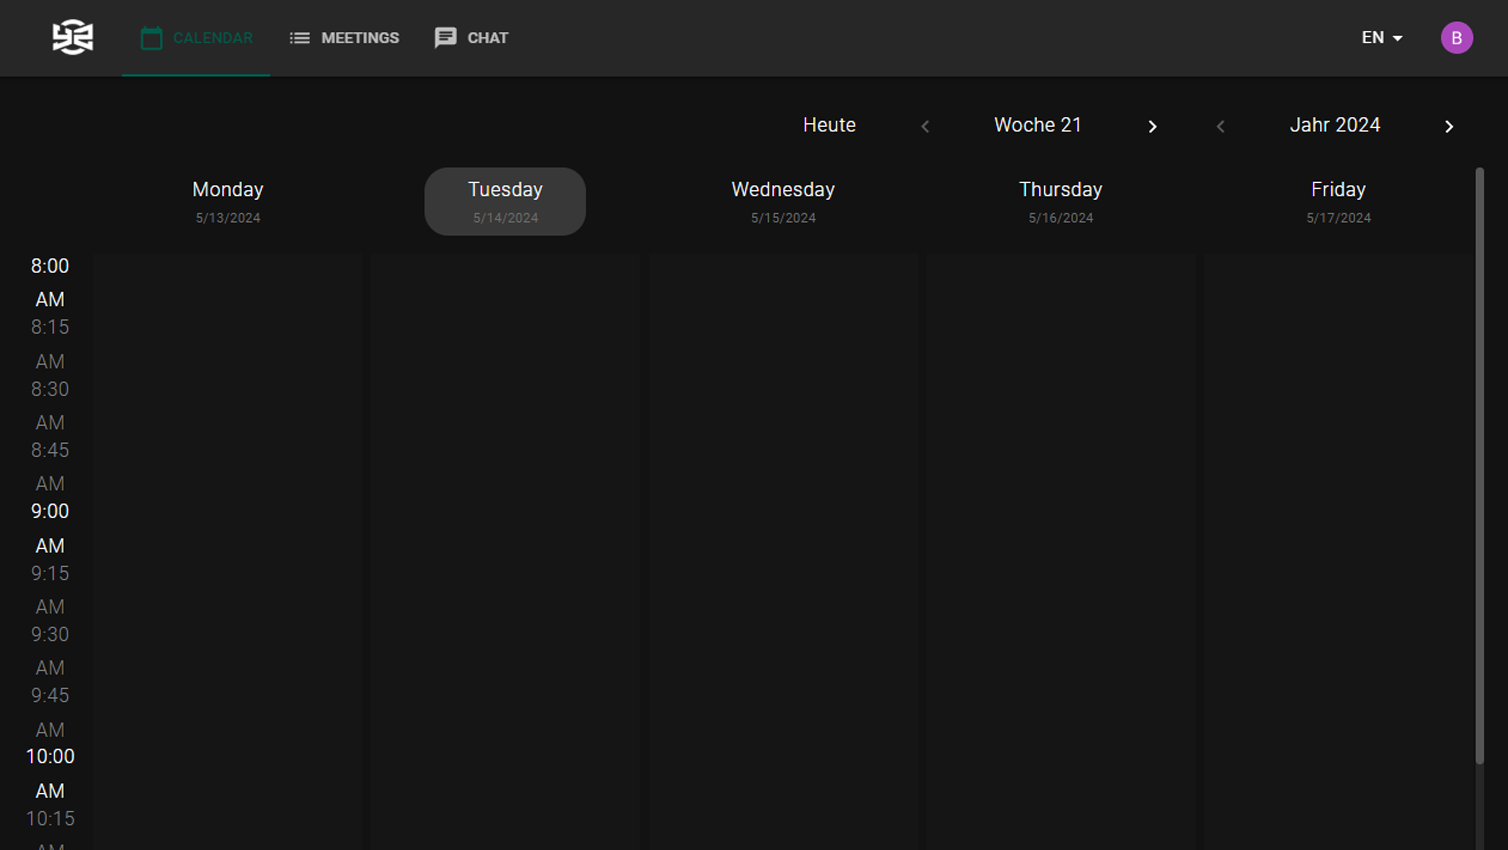 CALENDAR MEETINGS CHAT EN B
Heute Woche 21 Jahr 2024
Monday Tuesday Wednesday Thursday Friday
5/13/2024 5/14/2024 5/15/2024 5/16/2024 5/17/2024
8:00
AM
8:15
AM
8:30
AM
8:45
AM
9:00
AM
9:15
AM
9:30
AM
9:45
AM
10:00
AM
10:15
AM